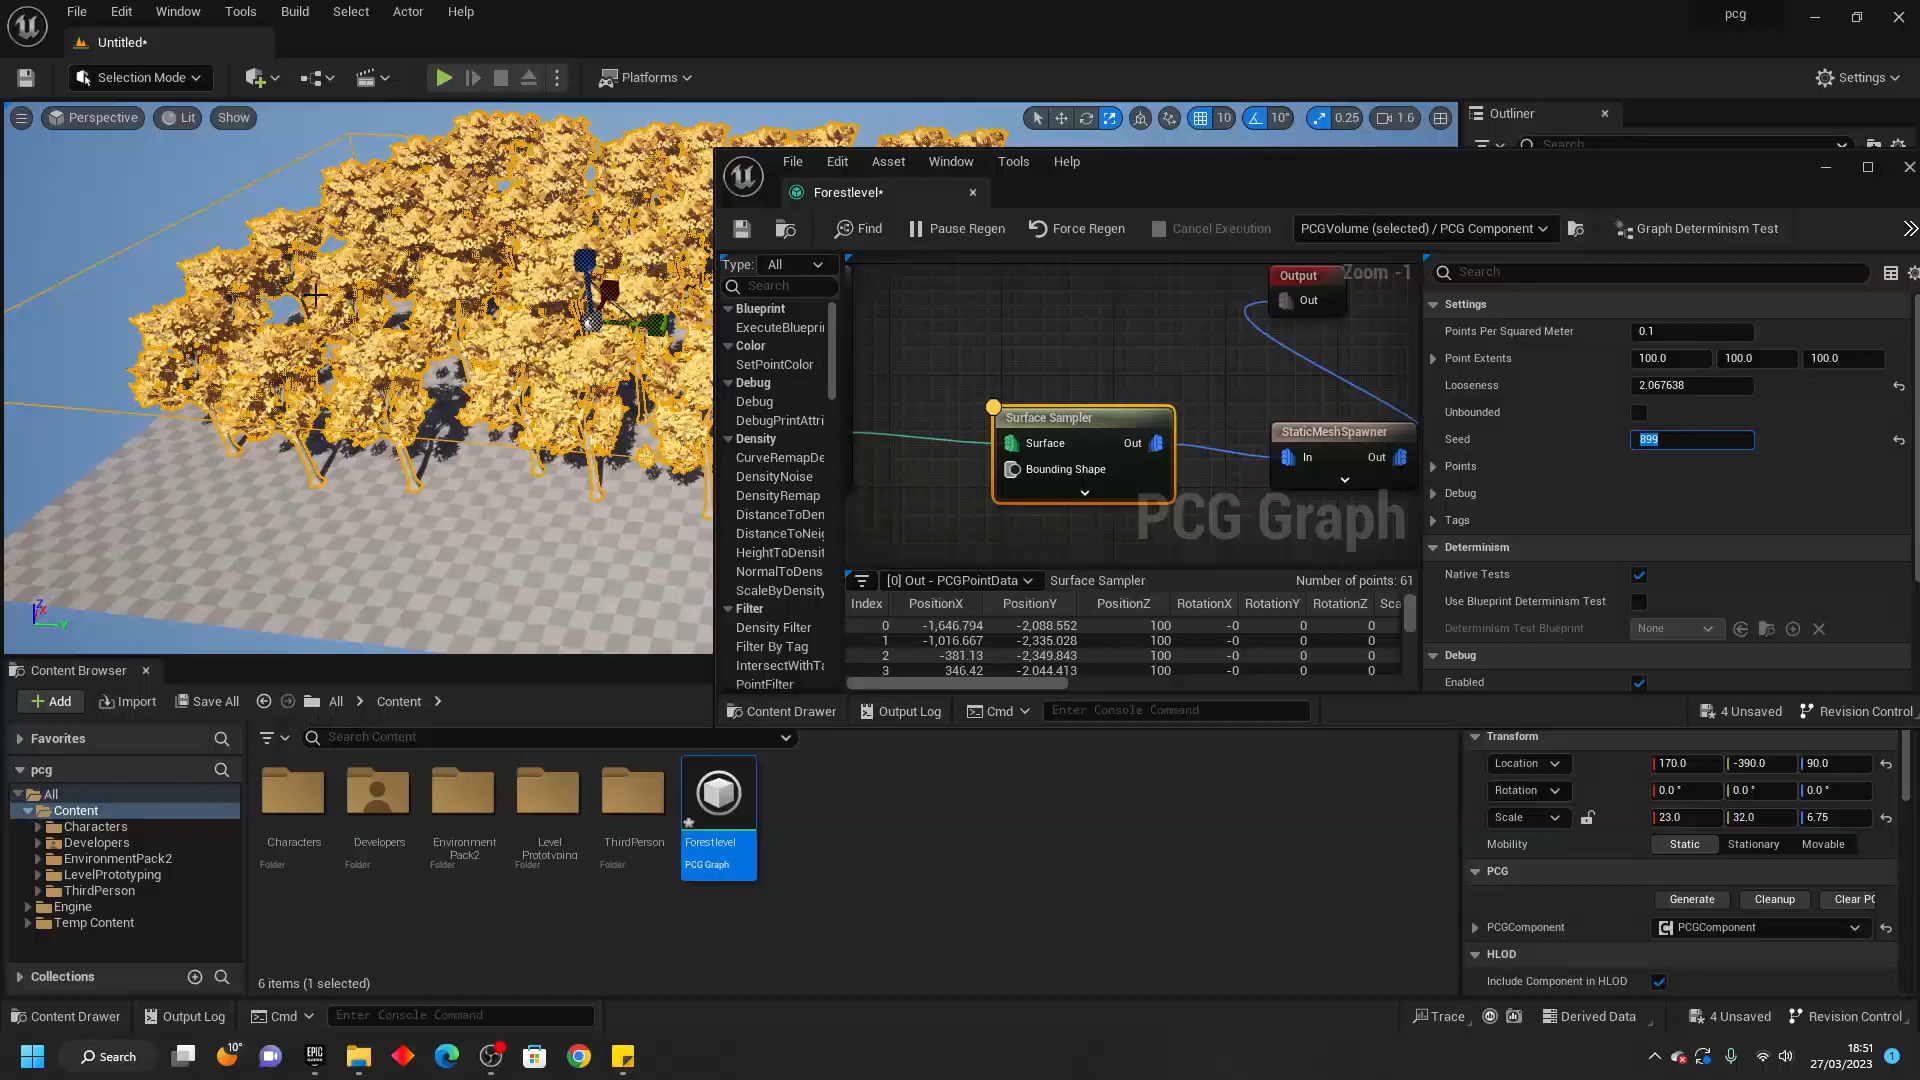 File Edit Window Tools Build Select Actor Help
pcg
Untitled*
Selection Mode
Platforms
Settings
Perspective Lit Show
10 10° 0.25 1.6
Outliner
Search
File Edit Asset Window Tools Help
Forestlevel*
Find Pause Regen Force Regen Cancel Execution PCGVolume (selected) / PCG Component Graph Determinism Test
Type: All
Search
Blueprint
ExecuteBlueprin
Color
SetPointColor
Debug
Debug
DebugPrintAttri
Density
CurveRemapDe
DensityNoise
DensityRemap
DistanceToDen
DistanceToNeig
HeightToDensit
NormalToDens
ScaleByDensity
Filter
Density Filter
Filter By Tag
IntersectWithTa
PointFilter
Zoom -1
Output
Out
Surface Sampler
Surface Out
Bounding Shape
StaticMeshSpawner
In Out
PCG Graph
[0] Out - PCGPointData Surface Sampler Number of points: 61
Index PositionX PositionY PositionZ RotationX RotationY RotationZ Sca
0 -1,646.794 -2,088.552 100 -0 0 0
1 -1,016.667 -2,335.028 100 -0 0 0
2 -381.13 -2,349.843 100 -0 0 0
3 346.42 -2,044.413 100 -0 0 0
Search
Settings
Points Per Squared Meter 0.1
Point Extents 100.0 100.0 100.0
Looseness 2.067638
Unbounded
Seed 899
Points
Debug
Tags
Determinism
Native Tests
Use Blueprint Determinism Test
Determinism Test Blueprint None
Debug
Enabled
Content Drawer Output Log Cmd Enter Console Command 4 Unsaved Revision Control
Content Browser
Add Import Save All All Content
Favorites
Search Content
pcg
All
Content
Characters
Developers
EnvironmentPack2
LevelPrototyping
ThirdPerson
Engine
Temp Content
Collections
Characters
Folder
Developers
Folder
Environment
Pack2
Folder
Level
Prototyping
Folder
ThirdPerson
Folder
Forestlevel
PCG Graph
6 items (1 selected)
Transform
Location 170.0 -390.0 90.0
Rotation 0.0 ° 0.0 ° 0.0 °
Scale 23.0 32.0 6.75
Mobility Static Stationary Movable
PCG
Generate Cleanup Clear PC
PCGComponent PCGComponent
HLOD
Include Component in HLOD
Content Drawer Output Log Cmd Enter Console Command Trace Derived Data 4 Unsaved Revision Control
Search
10°
EPIC
GAMES
18:51
27/03/2023
1